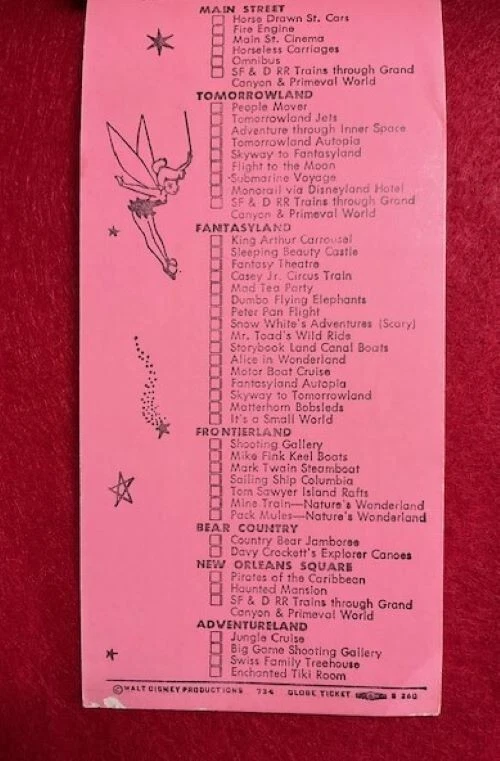 MAIN STREET
Horse Drawn St. Cars
Fire Engine
Main St. Cinema
Horseless Carriages
Omnibus
SF & D RR Trains through Grand
Canyon & Primeval World
TOMORROWLAND
People Mover
Tomorrowland Jets
Adventure through Inner Space
Tomorrowland Autopia
Skyway to Fantasyland
Flight to the Moon
Submarine Voyage
Monorail via Disneyland Hotel
SF & D RR Trains through Grand
Canyon & Primeval World
FANTASYLAND
King Arthur Carrousel
Sleeping Beauty Castle
Fantasy Theatre
Casey Jr. Circus Train
Mad Tea Party
Dumbo Flying Elephants
Peter Pan Flight
Snow White's Adventures (Scary)
Mr. Toad's Wild Ride
Storybook Land Canal Boats
Alice in Wonderland
Motor Boat Cruise
Fantasyland Autopia
Skyway to Tomorrowland
Matterhorn Bobsleds
It's a Small World
FRONTIERLAND
Shooting Gallery
Mike Fink Keel Boats
Mark Twain Steamboat
Sailing Ship Columbia
Tom Sawyer Island Rafts
Mine Train—Nature's Wonderland
Pack Mules—Nature's Wonderland
BEAR COUNTRY
Country Bear Jamboree
Davy Crockett's Explorer Canoes
NEW ORLEANS SQUARE
Pirates of the Caribbean
Haunted Mansion
SF & D RR Trains through Grand
Canyon & Primeval World
ADVENTURELAND
Jungle Cruise
Big Game Shooting Gallery
Swiss Family Treehouse
Enchanted Tiki Room
© WALT DISNEY PRODUCTIONS 734 GLOBE TICKET 260